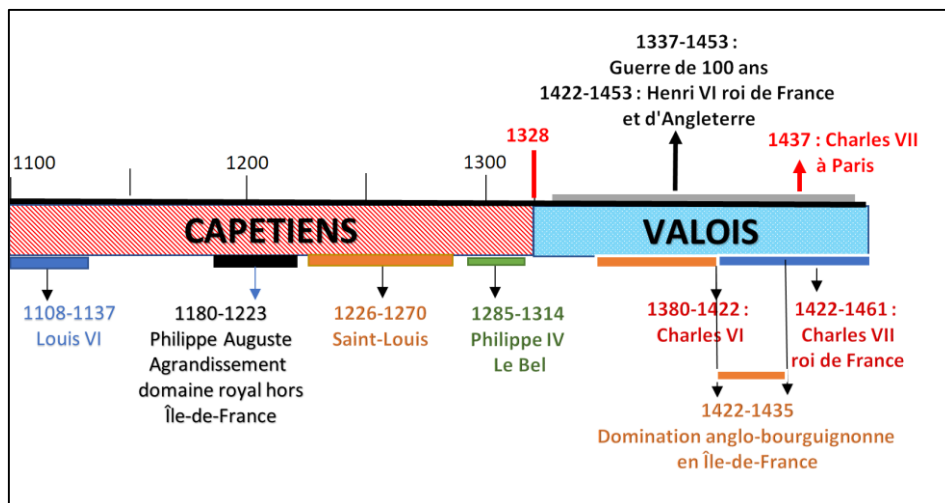 1337-1453 :
Guerre de 100 ans
1422-1453 : Henri VI roi de France
et d'Angleterre
1437 : Charles VII
à Paris
1328
1100
1200
1300
CAPETIENS
VALOIS
1108-1137
Louis VI
1180-1223
Philippe Auguste
Agrandissement
domaine royal hors
Île-de-France
1226-1270
Saint-Louis
1285-1314
Philippe IV
Le Bel
1380-1422 :
Charles VI
1422-1461 :
Charles VII
roi de France
1422-1435
Domination anglo-bourguignonne
en Île-de-France